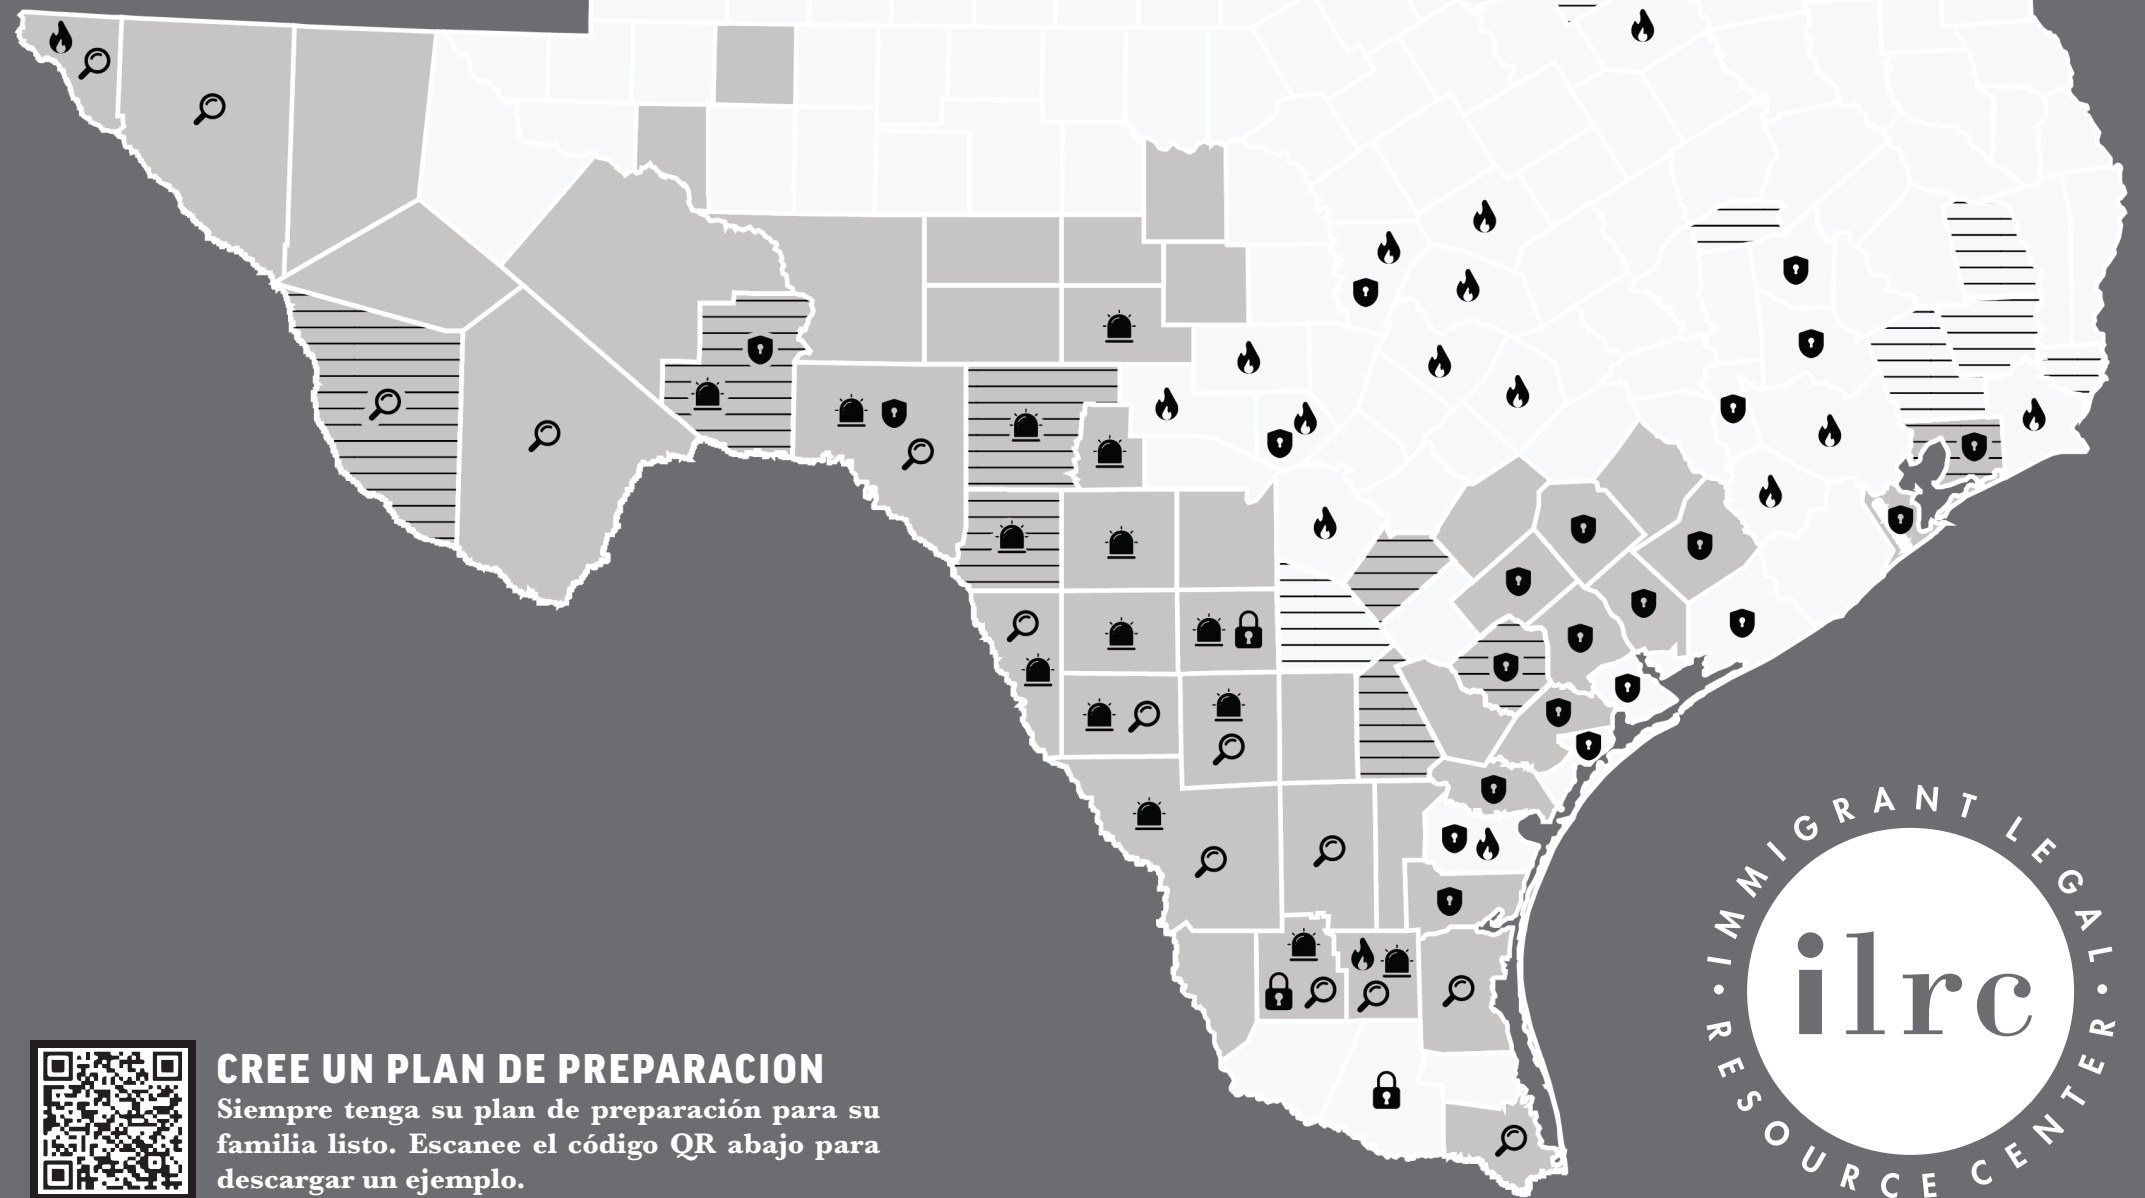 CREE UN PLAN DE PREPARACION
Siempre tenga su plan de preparación para su
familia listo. Escanee el código QR abajo para
descargar un ejemplo.
IMMIGRANT LEGAL
ilrc
RESOURCE CENTER